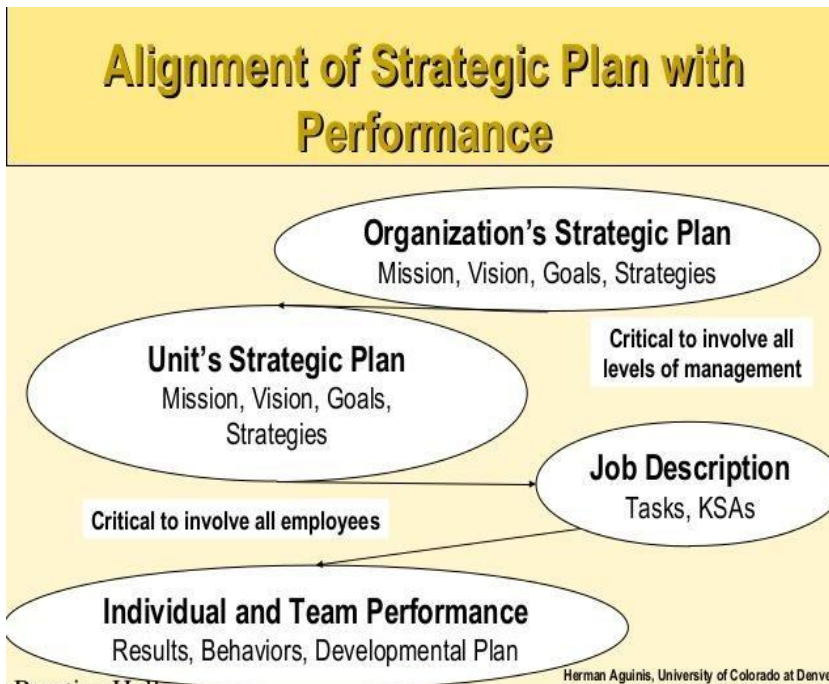 Alignment of Strategic Plan with
Performance
Organization's Strategic Plan
Mission, Vision, Goals, Strategies
Critical to involve all
levels of management
Unit's Strategic Plan
Mission, Vision, Goals,
Strategies
Job Description
Tasks, KSAs
Critical to involve all employees
Individual and Team Performance
Results, Behaviors, Developmental Plan
Herman Aguinis, University of Colorado at Denve